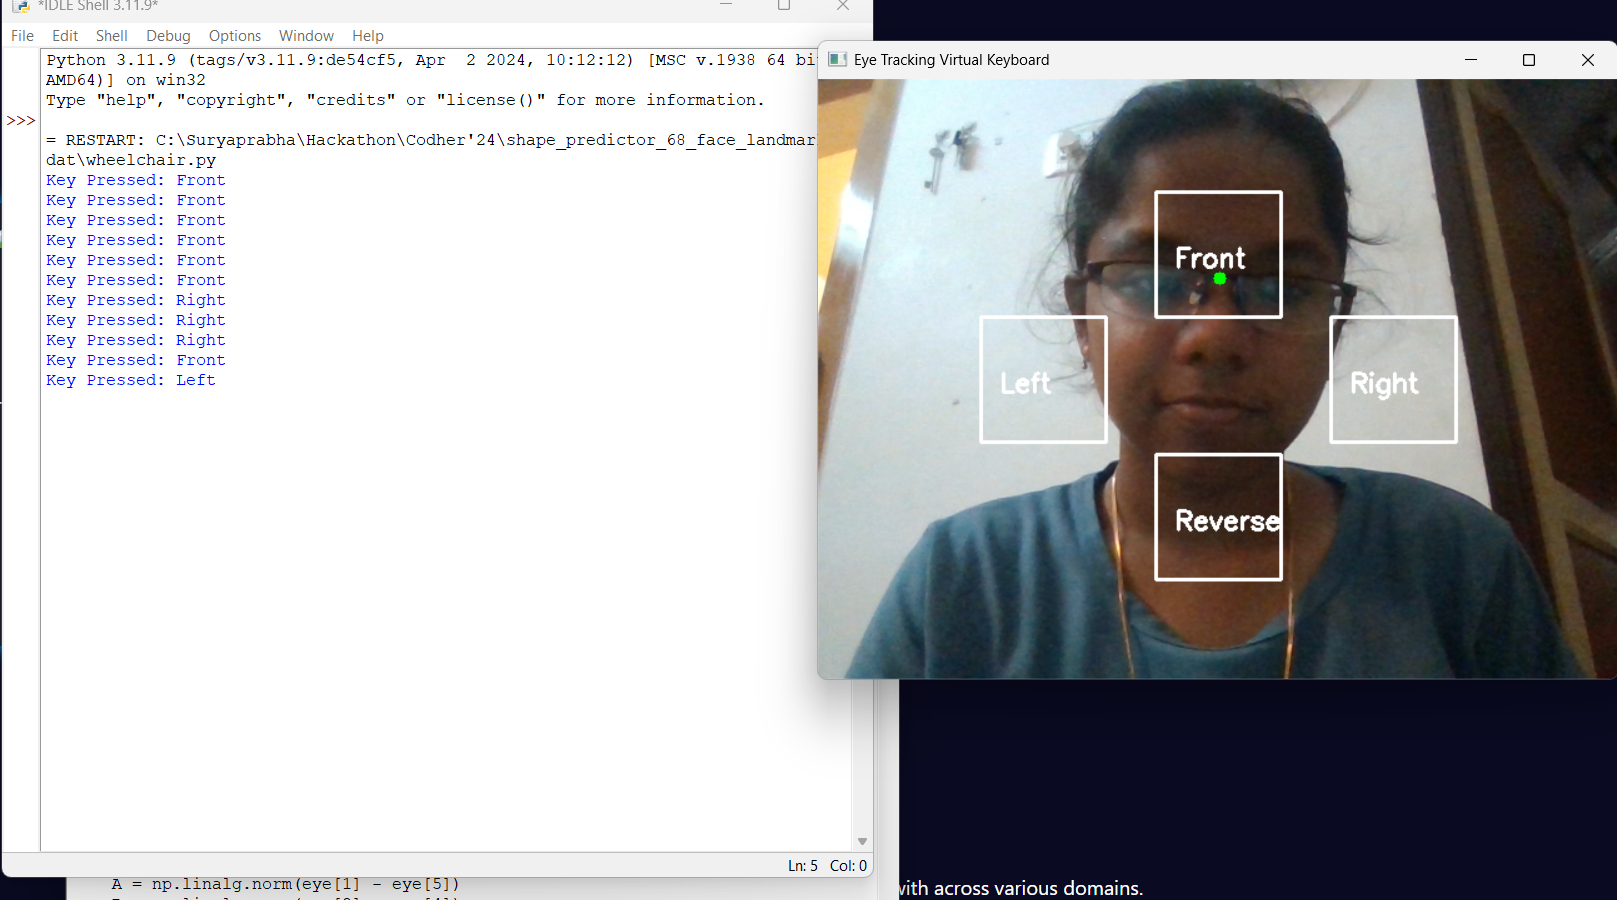 *IDLE Shell 3.11.9*
File Edit Shell Debug Options Window Help
Python 3.11.9 (tags/v3.11.9:de54cf5, Apr  2 2024, 10:12:12) [MSC v.1938 64 bi
AMD64)] on win32
Type "help", "copyright", "credits" or "license()" for more information.
>>>
= RESTART: C:\Suryaprabha\Hackathon\Codher'24\shape_predictor_68_face_landmar
dat\wheelchair.py
Key Pressed: Front
Key Pressed: Front
Key Pressed: Front
Key Pressed: Front
Key Pressed: Front
Key Pressed: Front
Key Pressed: Right
Key Pressed: Right
Key Pressed: Right
Key Pressed: Front
Key Pressed: Left
Ln: 5 Col: 0
A = np.linalg.norm(eye[1] - eye[5])
Eye Tracking Virtual Keyboard
Front
Left
Right
Reverse
with across various domains.